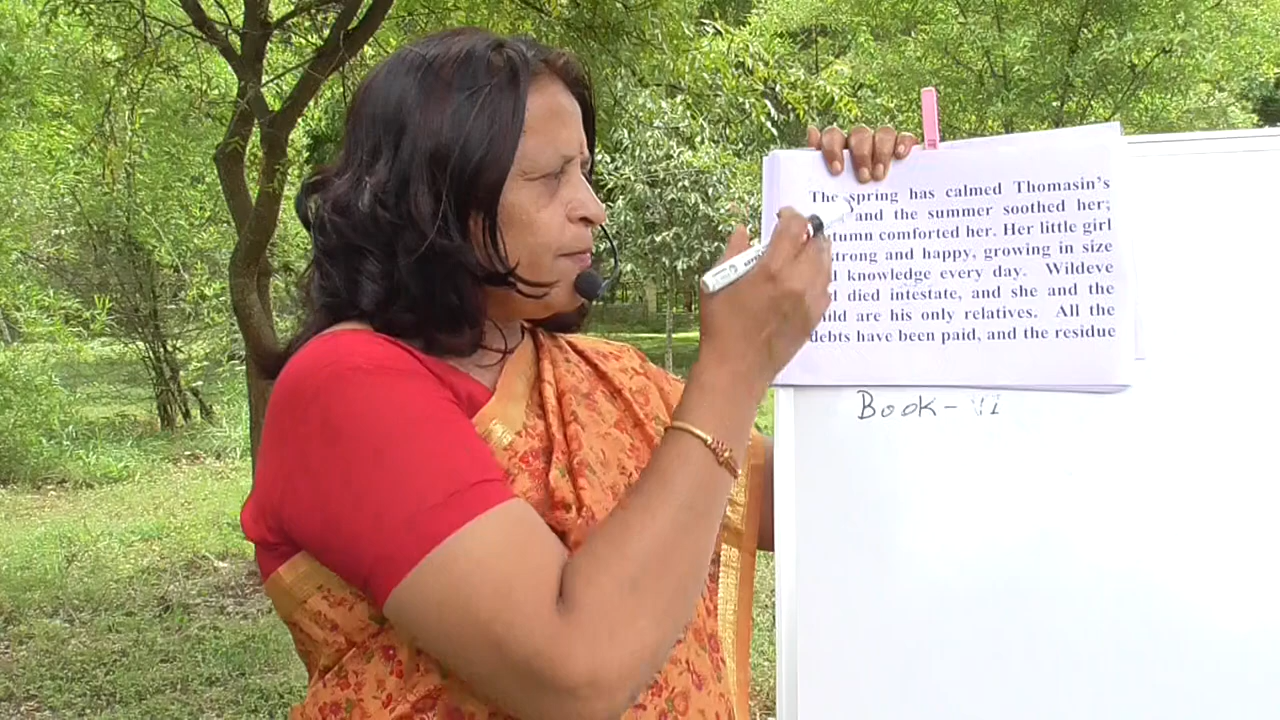 The spring has calmed Thomasin's
and the summer soothed her;
comforted her. Her little girl
strong and happy, growing in size
knowledge every day. Wildeve
died intestate, and she and the
are his only relatives. All the
debts have been paid, and the residue
Book - VI